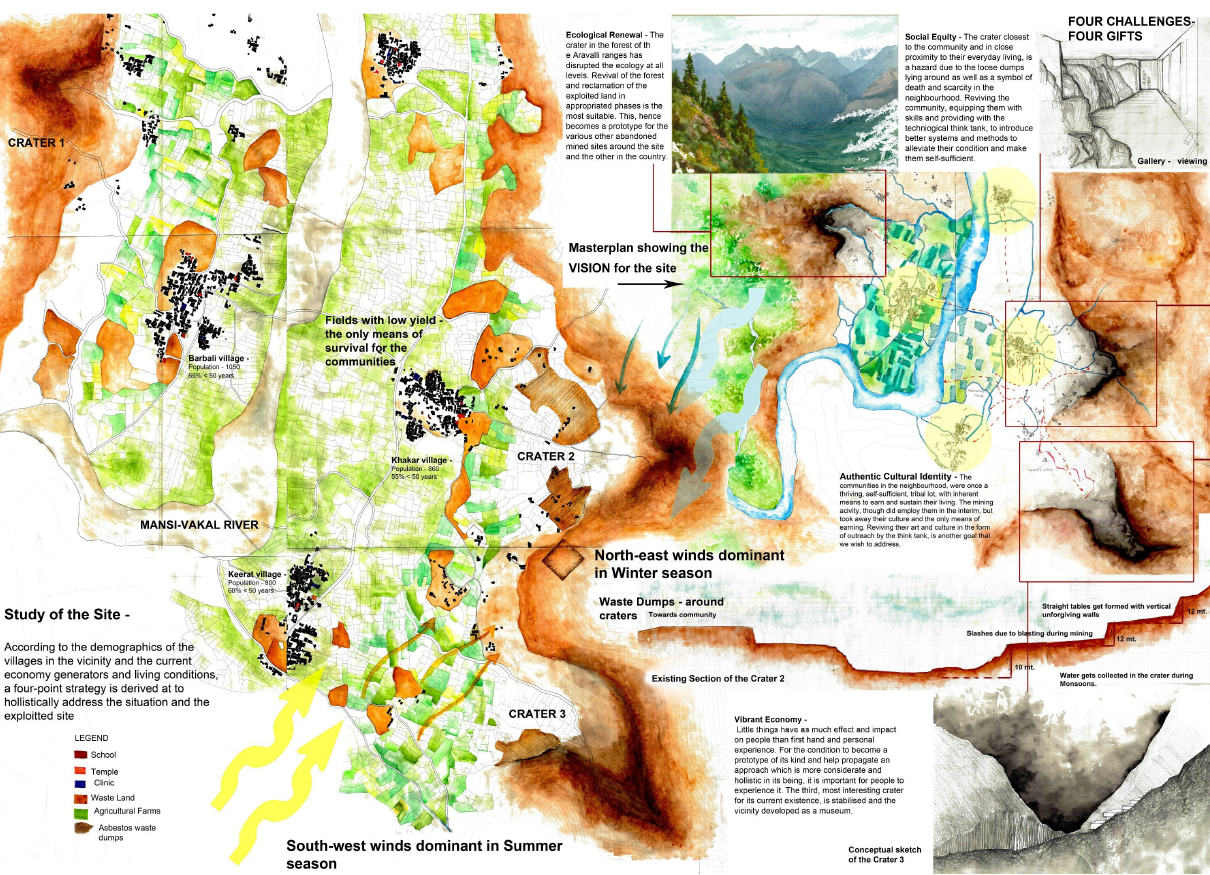 FOUR CHALLENGES-
FOUR GIFTS
Gallery - viewing
Ecological Renewal - The
crater in the forest of th
e Aravalli ranges has
disrupted the ecology at all
levels. Revival of the forest
and reclamation of the
exploited land in
appropriated phases is the
most suitable. This, hence
becomes a prototype for the
various other abandoned
mined sites around the site
and the other in the country.
Social Equity - The crater closest
to the community and in close
proximity to their everyday living, is
a hazard due to the loose dumps
lying around as well as a symbol of
death and scarcity in the
neighbourhood. Reviving the
community, equipping them with
skills and providing with the
techniogical think tank, to introduce
better systems and methods to
alleviate their condition and make
them self-sufficient.
CRATER 1
Masterplan showing the
VISION for the site
Fields with low yield -
the only means of
survival for the
communities
Barbali village -
Population - 1050
65% < 50 years
Khakar village -
Population - 860
55% < 50 years
CRATER 2
MANSI-VAKAL RIVER
Authentic Cultural Identity - The
communities in the neighbourhood, were once a
thriving, self-sufficient, tribal lot, with inherent
means to earn and sustain their living. The mining
acivity, though did employ them in the interim, but
took away their culture and the only means of
earning. Reviving their art and culture in the form
of outreach by the think tank, is another goal that
we wish to address.
North-east winds dominant
in Winter season
Keerat village -
Population - 800
60% < 50 years
Waste Dumps - around
craters
Towards community
Straight tables get formed with vertical
unforgiving walls
12 mt.
Slashes due to blasting during mining
12 mt.
10 mt.
Water gets collected in the crater during
Monsoons.
Existing Section of the Crater 2
Study of the Site -
According to the demographics of the
villages in the vicinity and the current
economy generators and living conditions,
a four-point strategy is derived at to
hollistically address the situation and the
exploitted site
LEGEND
School
Temple
Clinic
Waste Land
Agricultural Farms
Asbestos waste
dumps
CRATER 3
Vibrant Economy -
Little things have as much effect and impact
on people than first hand and personal
experience. For the condition to become a
prototype of its kind and help propagate an
approach which is more considerate and
hollistic in its being, it is important for people to
experience it. The third, most interesting crater
for its current existence, is stabilised and the
vicinity developed as a museum.
South-west winds dominant in Summer
season
Conceptual sketch
of the Crater 3